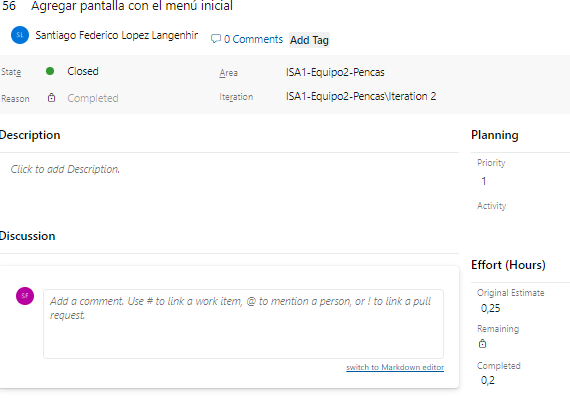 56 Agregar pantalla con el menú inicial
SL Santiago Federico Lopez Langenhir 0 Comments Add Tag
State Closed Area ISA1-Equipo2-Pencas
Reason Completed Iteration ISA1-Equipo2-Pencas\Iteration 2
Description
Click to add Description.
Planning
Priority
1
Activity
Discussion
SF Add a comment. Use # to link a work item, @ to mention a person, or ! to link a pull
request.
switch to Markdown editor
Effort (Hours)
Original Estimate
0,25
Remaining
Completed
0,2